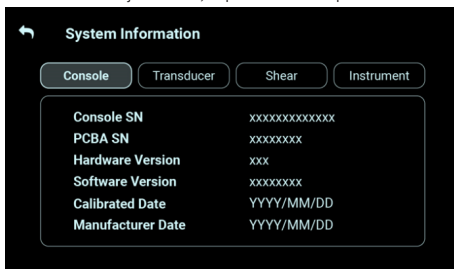 System Information
Console Transducer Shear Instrument
Console SN xxxxxxxxxxxxx
PCBA SN xxxxxxxx
Hardware Version xxx
Software Version xxxxxxxx
Calibrated Date YYYY/MM/DD
Manufacturer Date YYYY/MM/DD